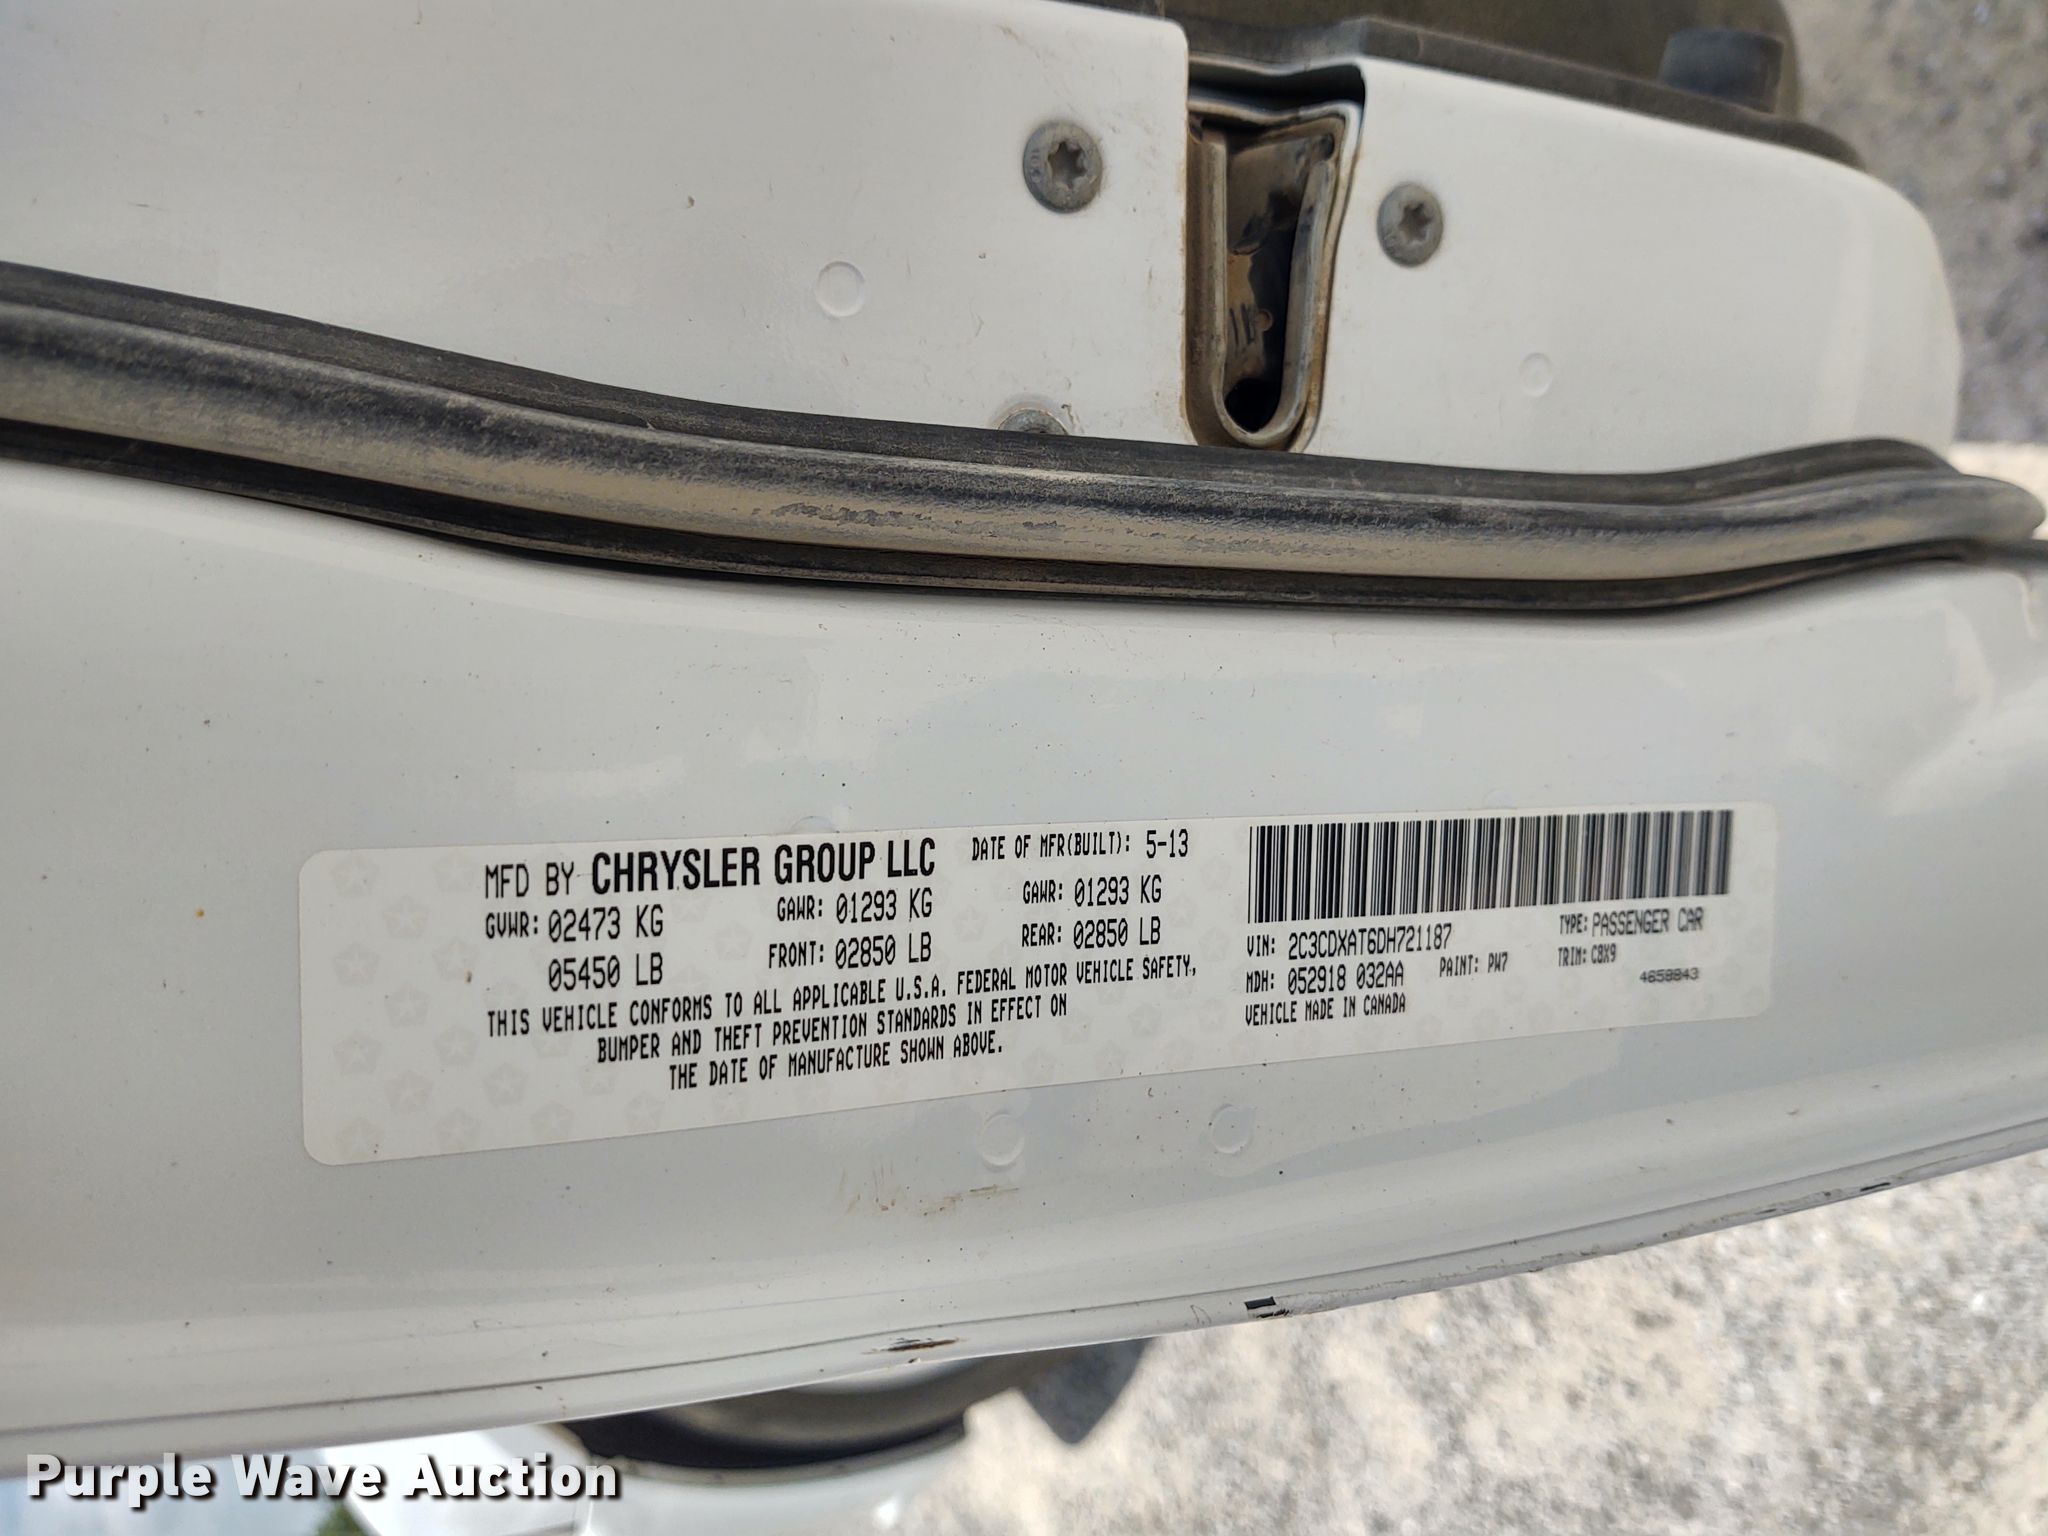 MFD BY CHRYSLER GROUP LLC
DATE OF MFR(BUILT): 5-13
GVWR: 02473 KG
05450 LB
GAWR: 01293 KG
FRONT: 02850 LB
GAWR: 01293 KG
REAR: 02850 LB
THIS VEHICLE CONFORMS TO ALL APPLICABLE U.S.A. FEDERAL MOTOR VEHICLE SAFETY,
BUMPER AND THEFT PREVENTION STANDARDS IN EFFECT ON
THE DATE OF MANUFACTURE SHOWN ABOVE.
VIN: 2C3CDXAT6DH721187
TYPE: PASSENGER CAR
MDH: 052918 032AA
PAINT: PW7
TRIM: C8X9
VEHICLE MADE IN CANADA
4658843
Purple Wave Auction